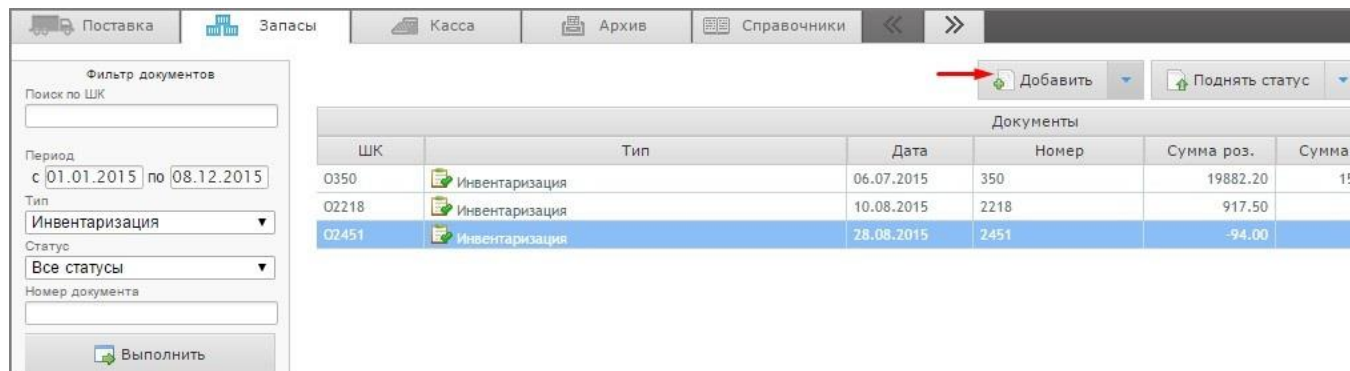 Поставка Запасы Касса Архив Справочники
Фильтр документов
Поиск по ШК
Период
с 01.01.2015 по 08.12.2015
Тип
Инвентаризация
Статус
Все статусы
Номер документа
Выполнить
Добавить Поднять статус
Документы
ШК Тип Дата Номер Сумма роз. Сумма
O350 Инвентаризация 06.07.2015 350 19882.20 15
O2218 Инвентаризация 10.08.2015 2218 917.50
O2451 Инвентаризация 28.08.2015 2451 -94.00